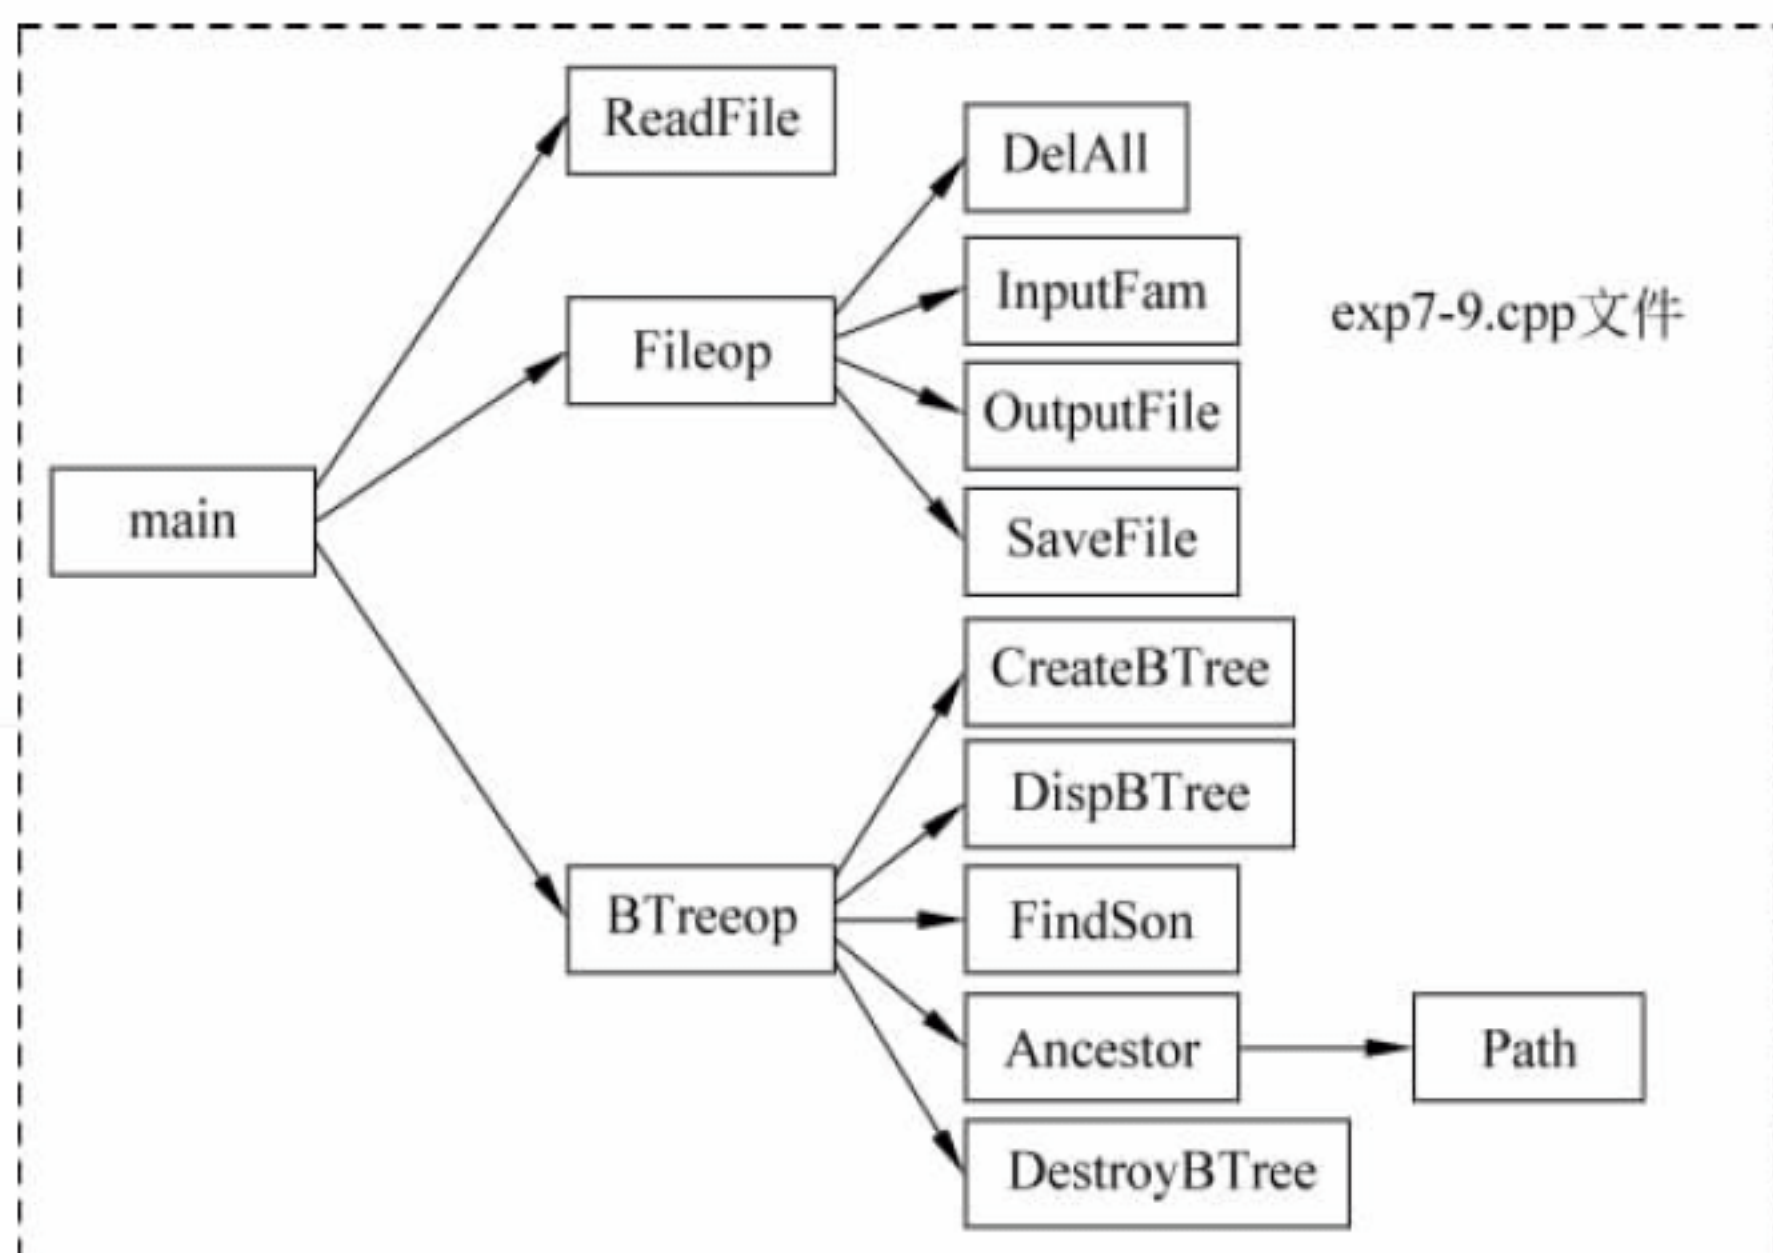 ReadFile
DelAll
InputFam
exp7-9.cpp文件
Fileop
OutputFile
main
SaveFile
CreateBTree
DispBTree
BTreeop
FindSon
Ancestor
Path
DestroyBTree